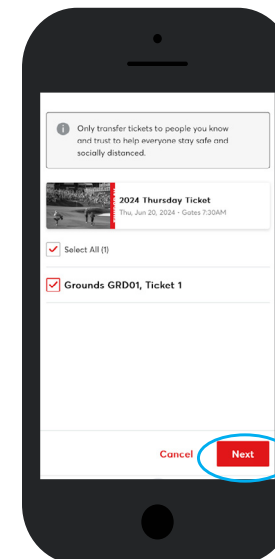 Only transfer tickets to people you know
and trust to help everyone stay safe and
socially distanced.
2024 Thursday Ticket
Thu, Jun 20, 2024 • Gates 7:30AM
Select All (1)
Grounds GRD01, Ticket 1
Cancel
Next